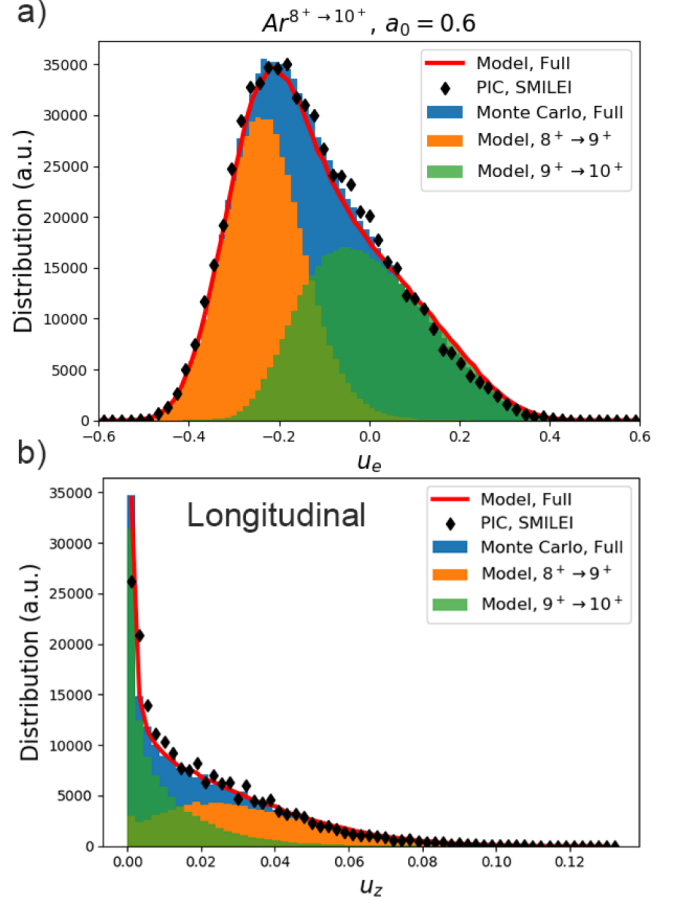 a)
Ar⁸⁺→¹⁰⁺, a₀ = 0.6
Distribution (a.u.)
35000
30000
25000
20000
15000
10000
5000
0
Model, Full
PIC, SMILEI
Monte Carlo, Full
Model, 8⁺→9⁺
Model, 9⁺→10⁺
−0.6 −0.4 −0.2 0.0 0.2 0.4 0.6
uₑ
b)
Longitudinal
Distribution (a.u.)
35000
30000
25000
20000
15000
10000
5000
0
Model, Full
PIC, SMILEI
Monte Carlo, Full
Model, 8⁺→9⁺
Model, 9⁺→10⁺
0.00 0.02 0.04 0.06 0.08 0.10 0.12
u_z